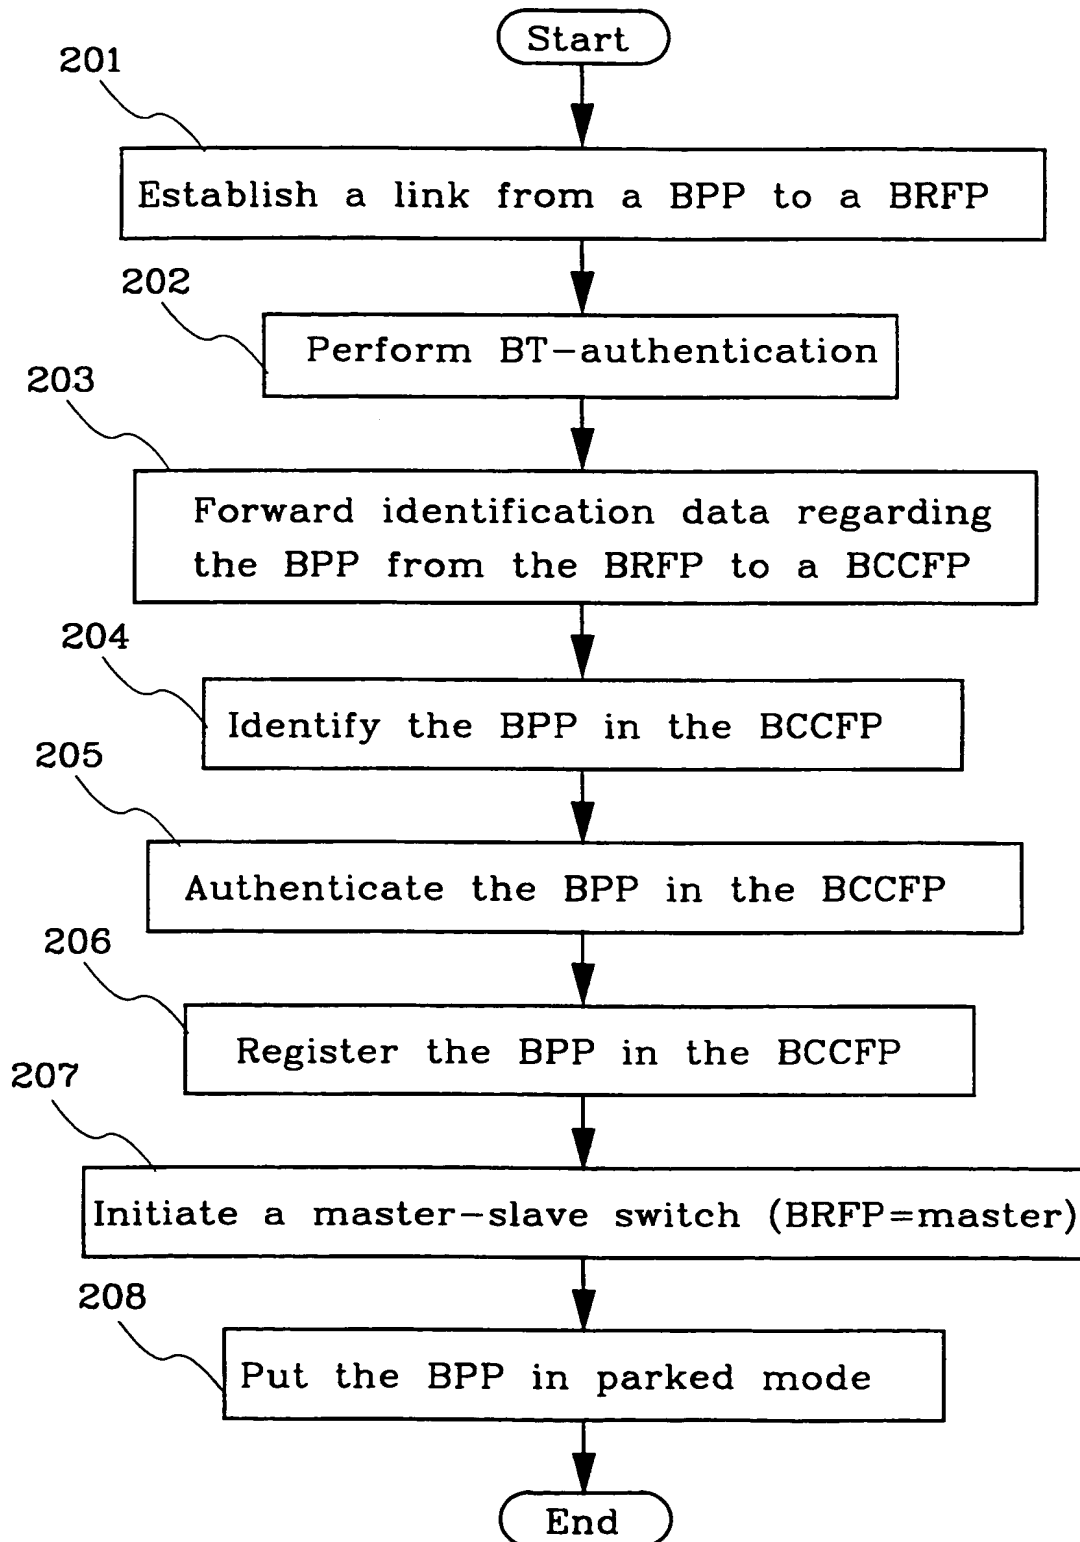 Start
201
Establish a link from a BPP to a BRFP
202
Perform BT-authentication
203
Forward identification data regarding
the BPP from the BRFP to a BCCFP
204
Identify the BPP in the BCCFP
205
Authenticate the BPP in the BCCFP
206
Register the BPP in the BCCFP
207
Initiate a master-slave switch (BRFP=master)
208
Put the BPP in parked mode
End